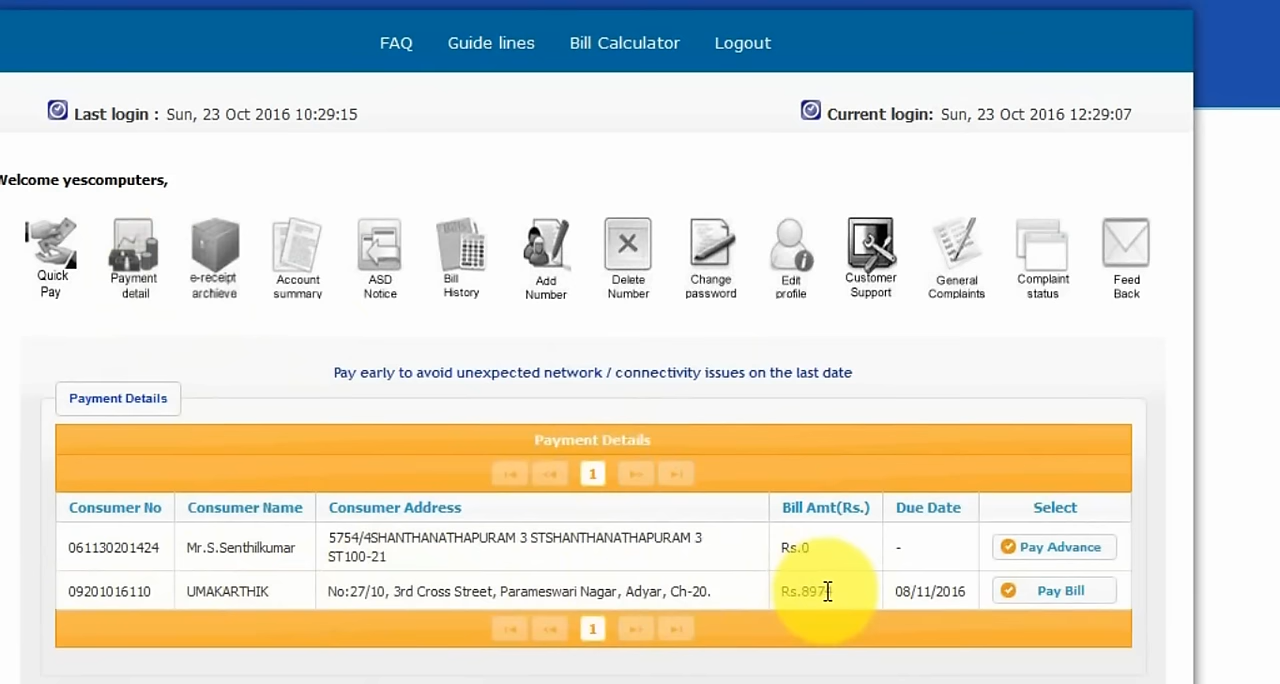 FAQ Guide lines Bill Calculator Logout
Last login : Sun, 23 Oct 2016 10:29:15 Current login: Sun, 23 Oct 2016 12:29:07
Welcome yescomputers,
Quick Pay
Payment detail
e-receipt archieve
Account summary
ASD Notice
Bill History
Add Number
Delete Number
Change password
Edit profile
Customer Support
General Complaints
Complaint status
Feed Back
Pay early to avoid unexpected network / connectivity issues on the last date
Payment Details
Payment Details
1
Consumer No Consumer Name Consumer Address Bill Amt(Rs.) Due Date Select
061130201424 Mr.S.Senthilkumar 5754/4SHANTHANATHAPURAM 3 STSHANTHANATHAPURAM 3 ST100-21 Rs.0 - Pay Advance
09201016110 UMAKARTHIK No:27/10, 3rd Cross Street, Parameswari Nagar, Adyar, Ch-20. 08/11/2016 Pay Bill
1